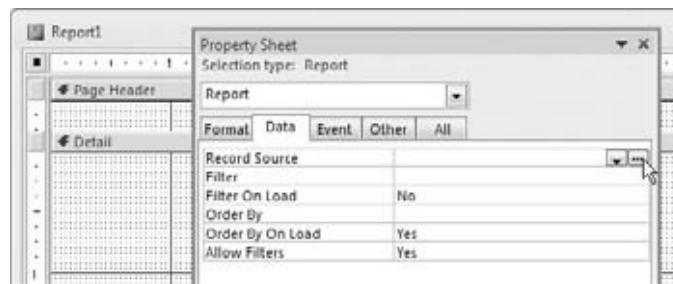 Report1
Property Sheet
Selection type: Report
Page Header
Report
Format Data Event Other All
Detail
Record Source
Filter
Filter On Load No
Order By
Order By On Load Yes
Allow Filters Yes
1